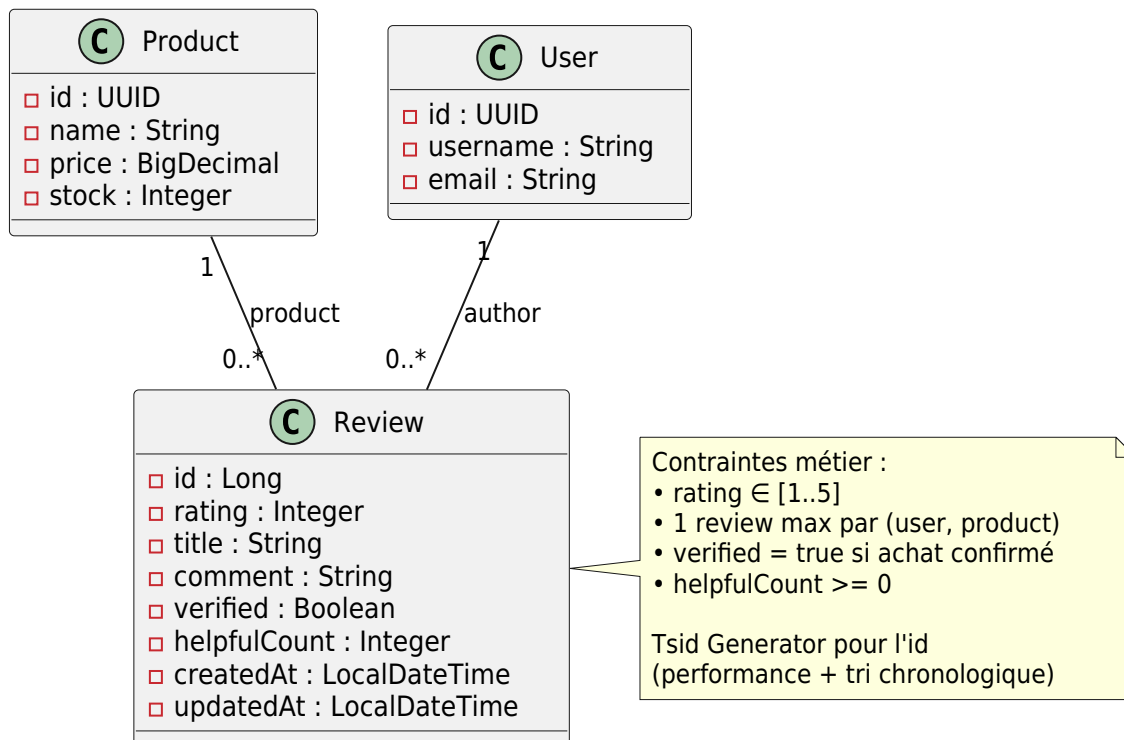 C Product
id : UUID
name : String
price : BigDecimal
stock : Integer
C User
id : UUID
username : String
email : String
1
1
product
author
0..*
0..*
C Review
id : Long
rating : Integer
title : String
comment : String
verified : Boolean
helpfulCount : Integer
createdAt : LocalDateTime
updatedAt : LocalDateTime
Contraintes métier :
• rating ∈ [1..5]
• 1 review max par (user, product)
• verified = true si achat confirmé
• helpfulCount >= 0
Tsid Generator pour l'id
(performance + tri chronologique)